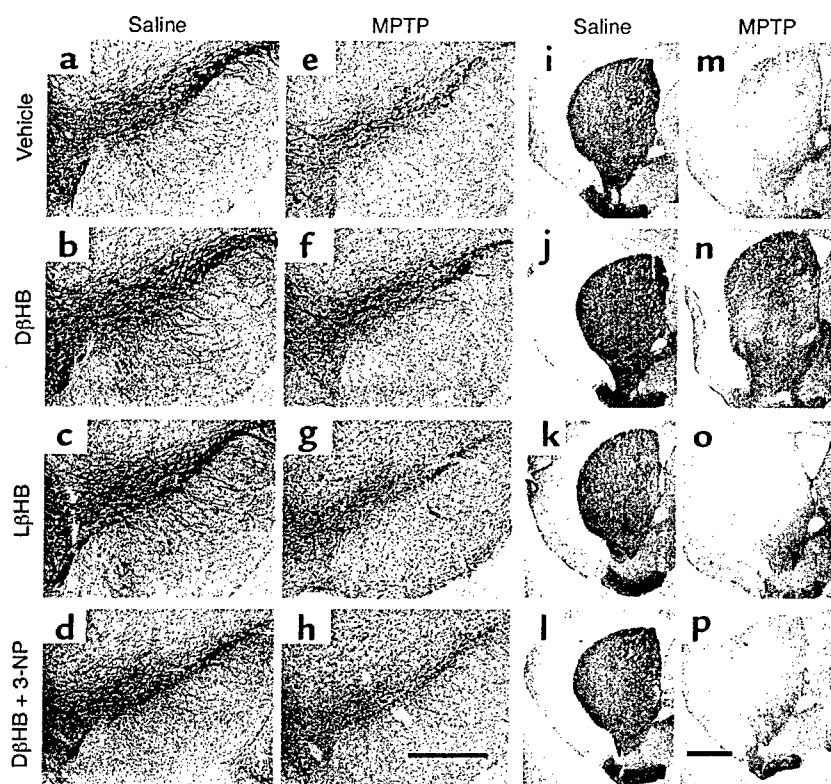 Saline MPTP Saline MPTP
Vehicle a e i m
DβHB b f j n
LβHB c g k o
DβHB + 3-NP d h l p